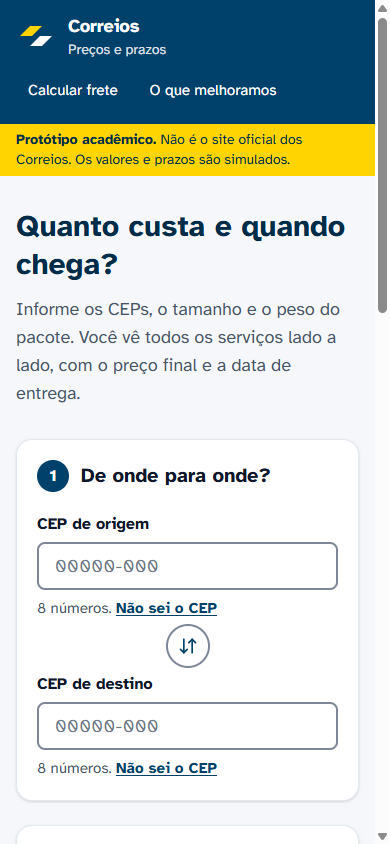 Correios
Preços e prazos
Calcular frete
O que melhoramos
Protótipo acadêmico. Não é o site oficial dos
Correios. Os valores e prazos são simulados.
Quanto custa e quando
chega?
Informe os CEPs, o tamanho e o peso do
pacote. Você vê todos os serviços lado a
lado, com o preço final e a data de
entrega.
1 De onde para onde?
CEP de origem
00000-000
8 números. Não sei o CEP
CEP de destino
00000-000
8 números. Não sei o CEP